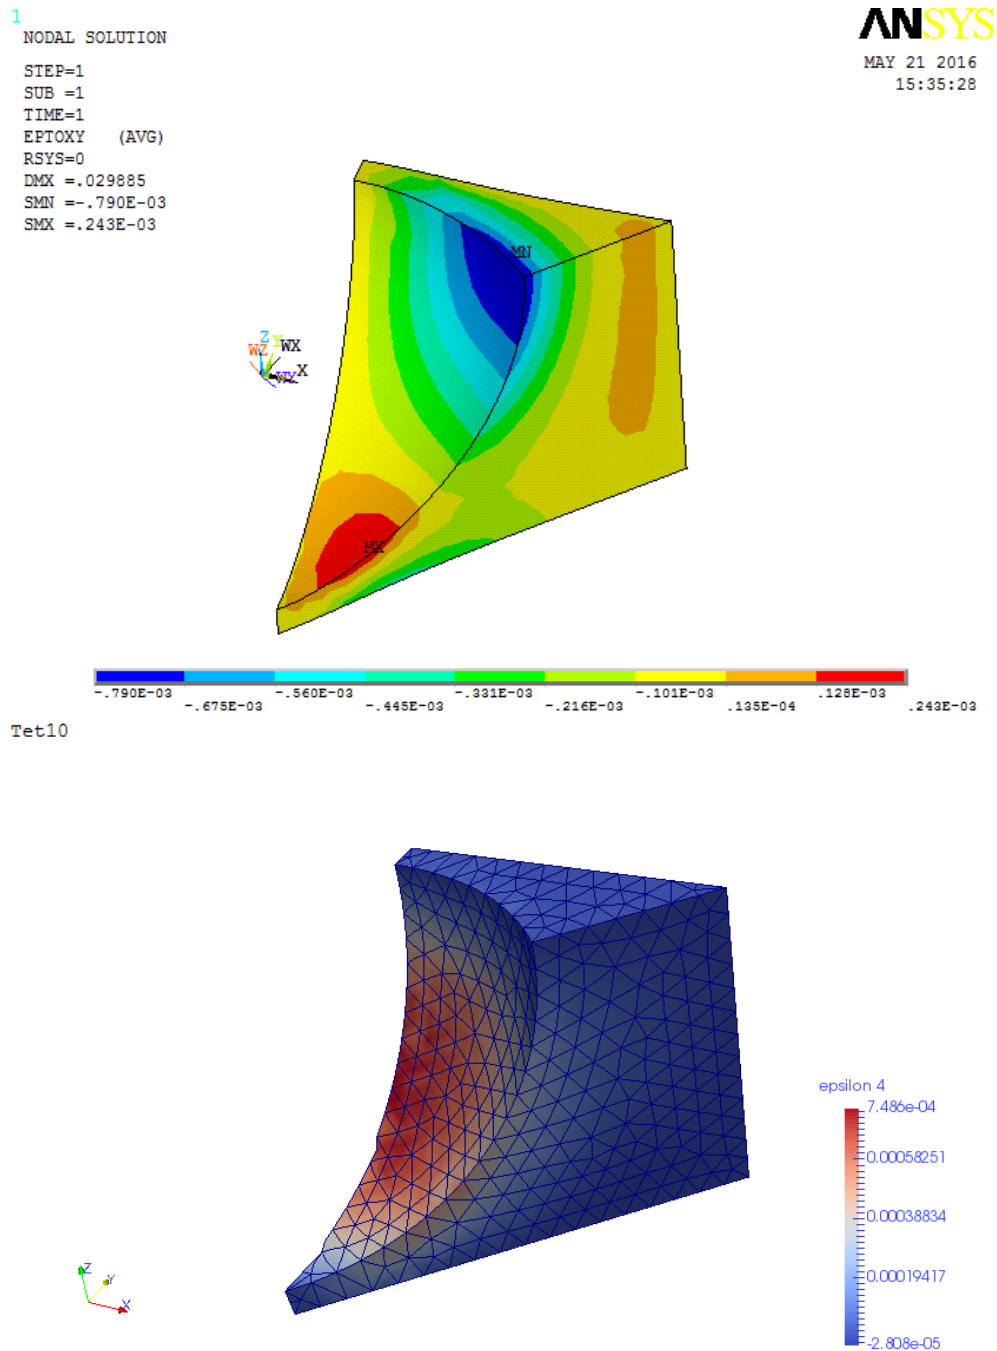 1
NODAL SOLUTION
STEP=1
SUB =1
TIME=1
EPTOXY (AVG)
RSYS=0
DMX =.029885
SMN =-.790E-03
SMX =.243E-03
ANSYS
MAY 21 2016
15:35:28
MN
Z Y WX
WZ X
WY
MX
-.790E-03 -.560E-03 -.331E-03 -.101E-03 .128E-03
-.675E-03 -.445E-03 -.216E-03 .135E-04 .243E-03
Tet10
epsilon 4
7.486e-04
0.00058251
0.00038834
0.00019417
-2.808e-05
Z
Y
X